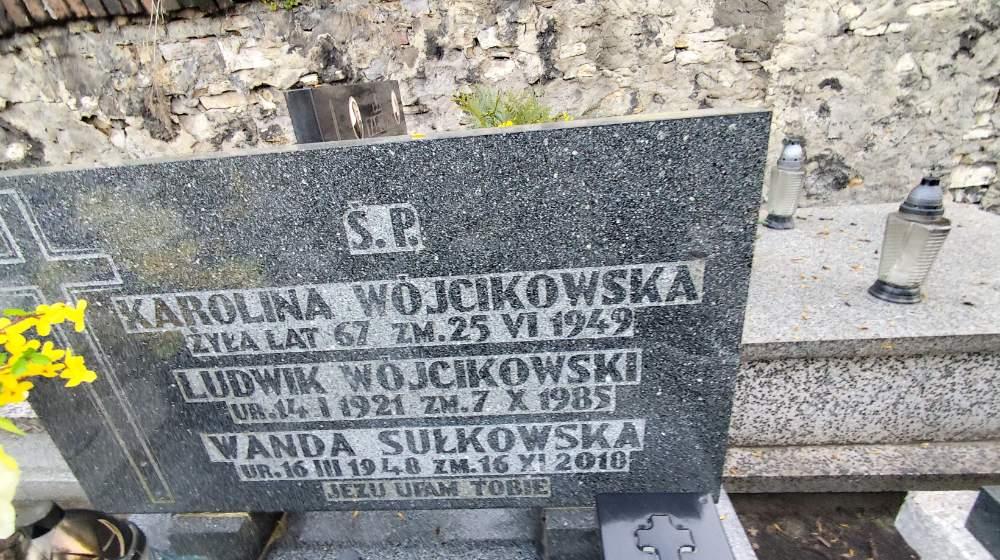 Ś.P.
KAROLINA WÓJCIKOWSKA
ŻYŁA LAT 67 ZM.25 VI 1949
LUDWIK WÓJCIKOWSKI
UR.14 I 1921 ZM.7 X 1985
WANDA SUŁKOWSKA
UR.16 III 1948 ZM.16 XI 2018
JEZU UFAM TOBIE